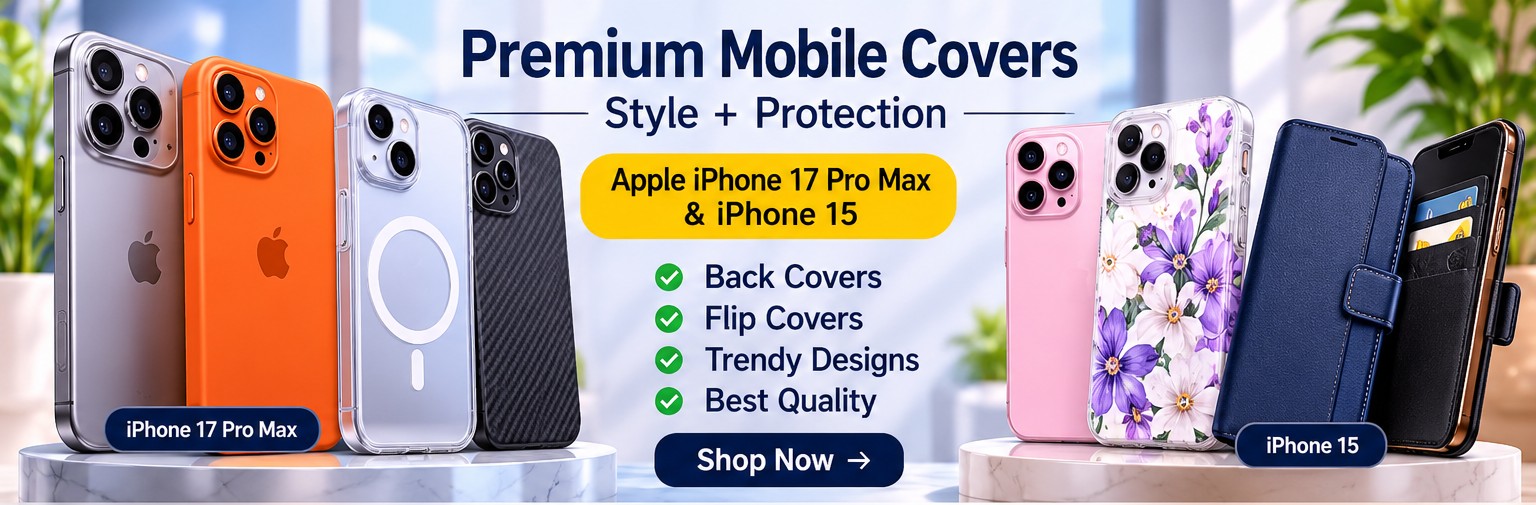 Premium Mobile Covers
Style + Protection
Apple iPhone 17 Pro Max
& iPhone 15
Back Covers
Flip Covers
Trendy Designs
Best Quality
Shop Now →
iPhone 17 Pro Max
iPhone 15